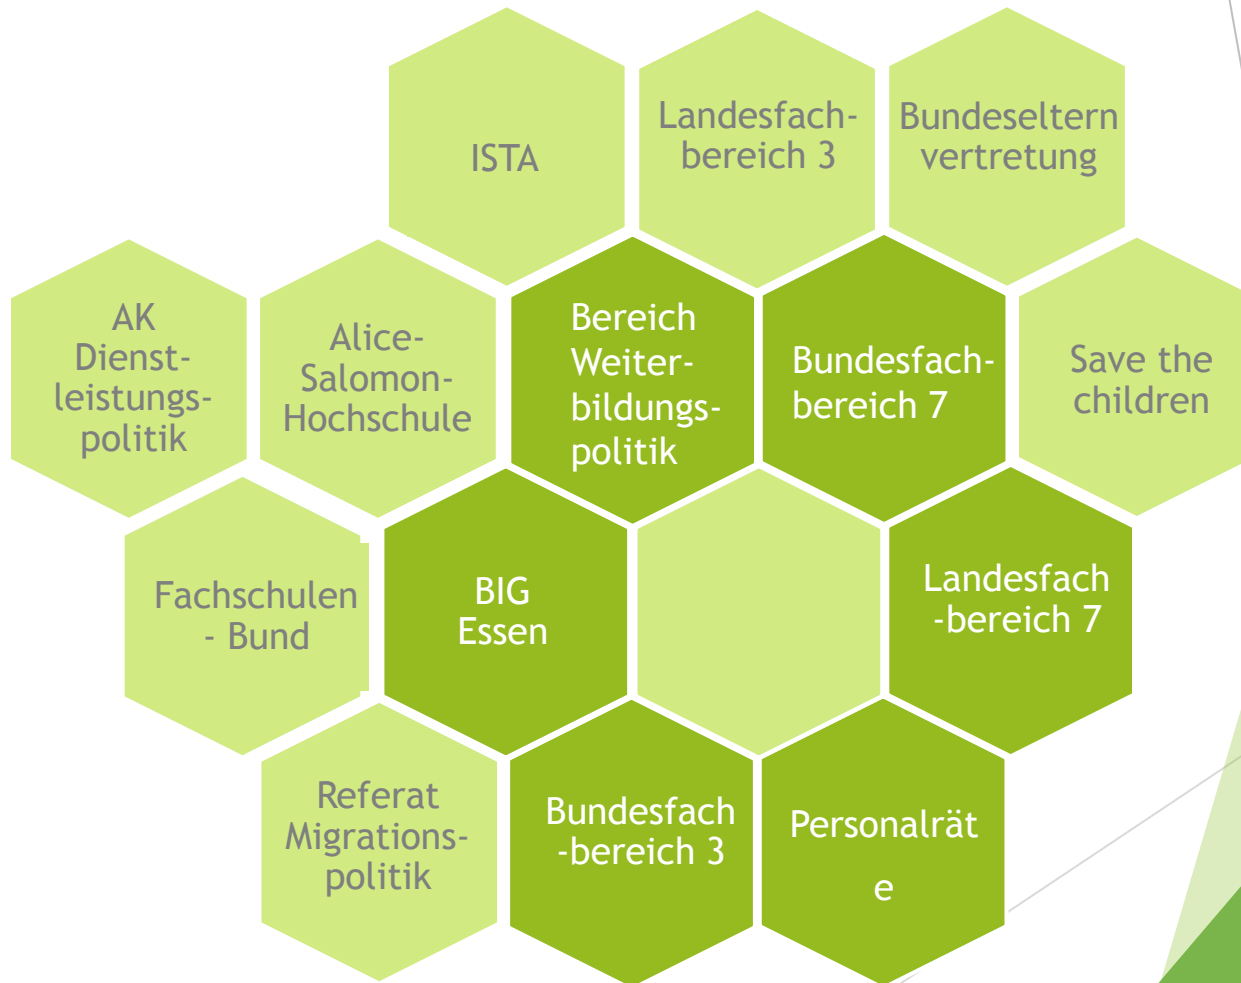 ISTA
Landesfach-
bereich 3
Bundeseltern
vertretung
AK
Dienst-
leistungs-
politik
Alice-
Salomon-
Hochschule
Bereich
Weiter-
bildungs-
politik
Bundesfach-
bereich 7
Save the
children
Fachschulen
- Bund
BIG
Essen
Landesfach
-bereich 7
Referat
Migrations-
politik
Bundesfach
-bereich 3
Personalrät
e